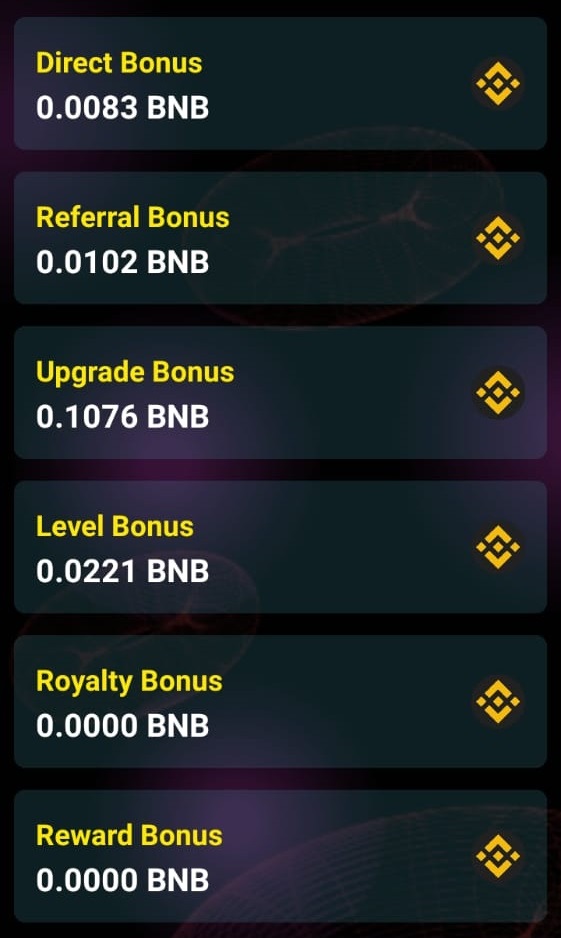 Direct Bonus
0.0083 BNB
Referral Bonus
0.0102 BNB
Upgrade Bonus
0.1076 BNB
Level Bonus
0.0221 BNB
Royalty Bonus
0.0000 BNB
Reward Bonus
0.0000 BNB